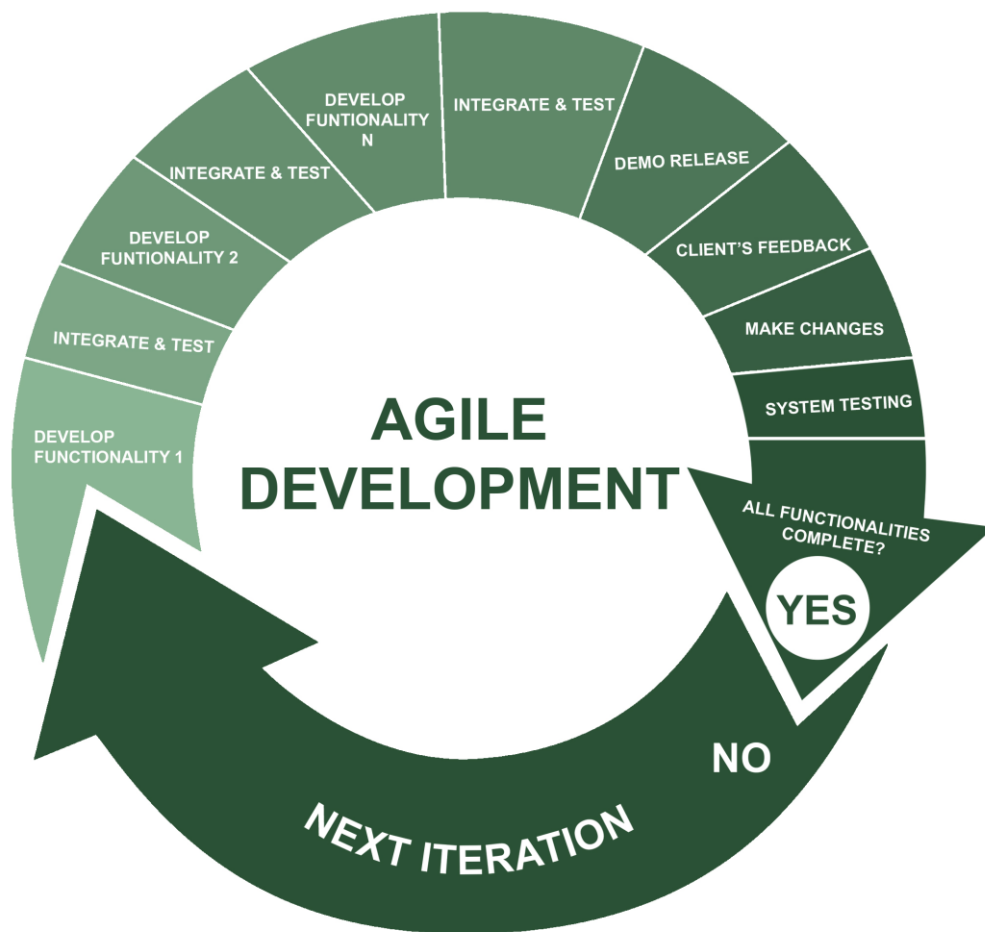 DEVELOP
FUNCTIONALITY 1
INTEGRATE & TEST
DEVELOP
FUNTIONALITY 2
INTEGRATE & TEST
DEVELOP
FUNTIONALITY
N
INTEGRATE & TEST
DEMO RELEASE
CLIENT'S FEEDBACK
MAKE CHANGES
SYSTEM TESTING
ALL FUNCTIONALITIES
COMPLETE?
YES
NO
NEXT ITERATION
AGILE
DEVELOPMENT